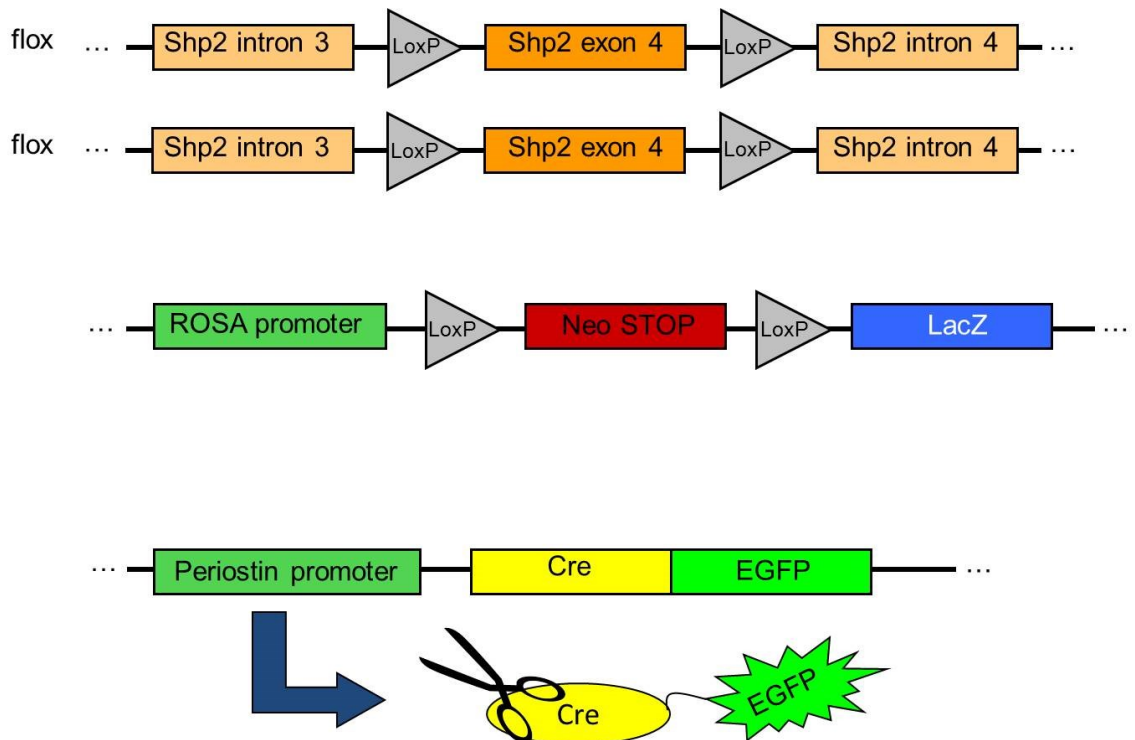 flox … Shp2 intron 3 LoxP Shp2 exon 4 LoxP Shp2 intron 4 …
flox … Shp2 intron 3 LoxP Shp2 exon 4 LoxP Shp2 intron 4 …
… ROSA promoter LoxP Neo STOP LoxP LacZ …
… Periostin promoter Cre EGFP …
Cre EGFP